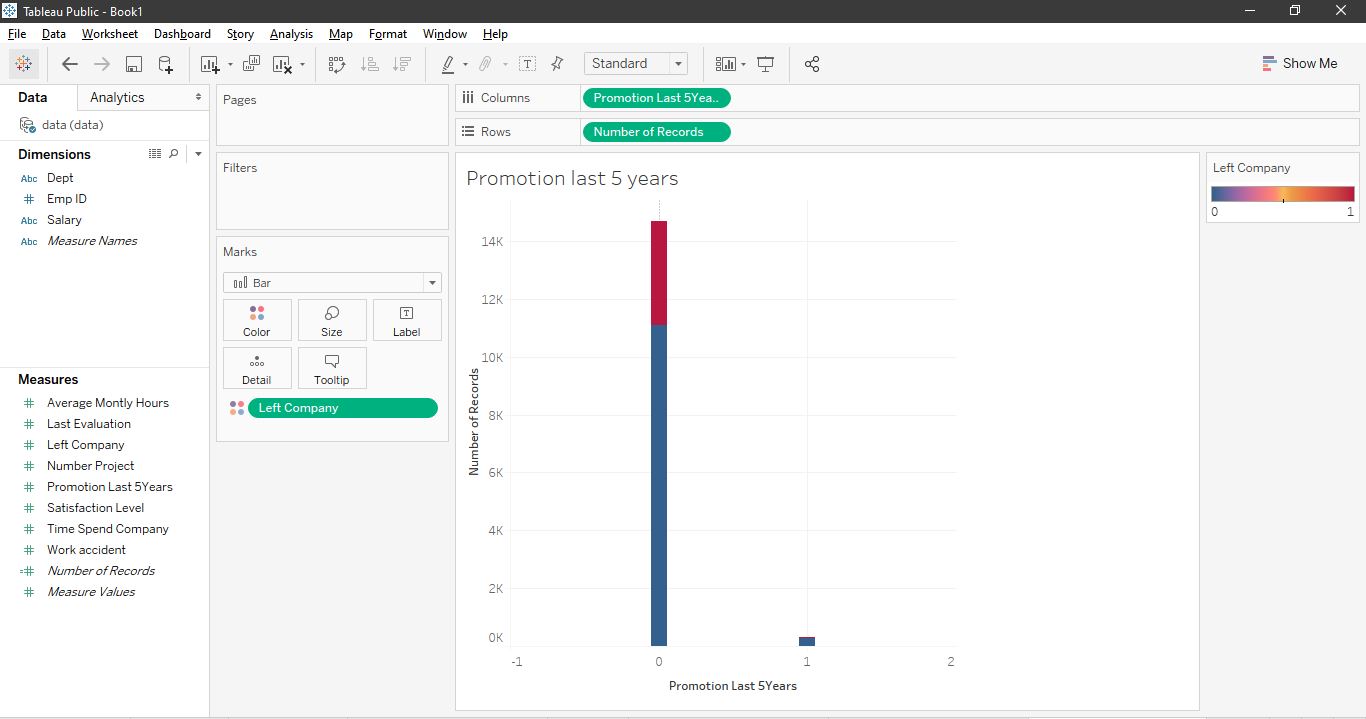 Tableau Public - Book1
File Data Worksheet Dashboard Story Analysis Map Format Window Help
Standard
Show Me
Data Analytics
data (data)
Dimensions
Abc Dept
Emp ID
Abc Salary
Abc Measure Names
Measures
Average Montly Hours
Last Evaluation
Left Company
Number Project
Promotion Last 5Years
Satisfaction Level
Time Spend Company
Work accident
Number of Records
Measure Values
Pages
Filters
Marks
Bar
Color Size Label
Detail Tooltip
Left Company
Columns Promotion Last 5Yea..
Rows Number of Records
Promotion last 5 years
14K
12K
10K
8K
6K
4K
2K
0K
Number of Records
-1 0 1 2
Promotion Last 5Years
Left Company
0 1